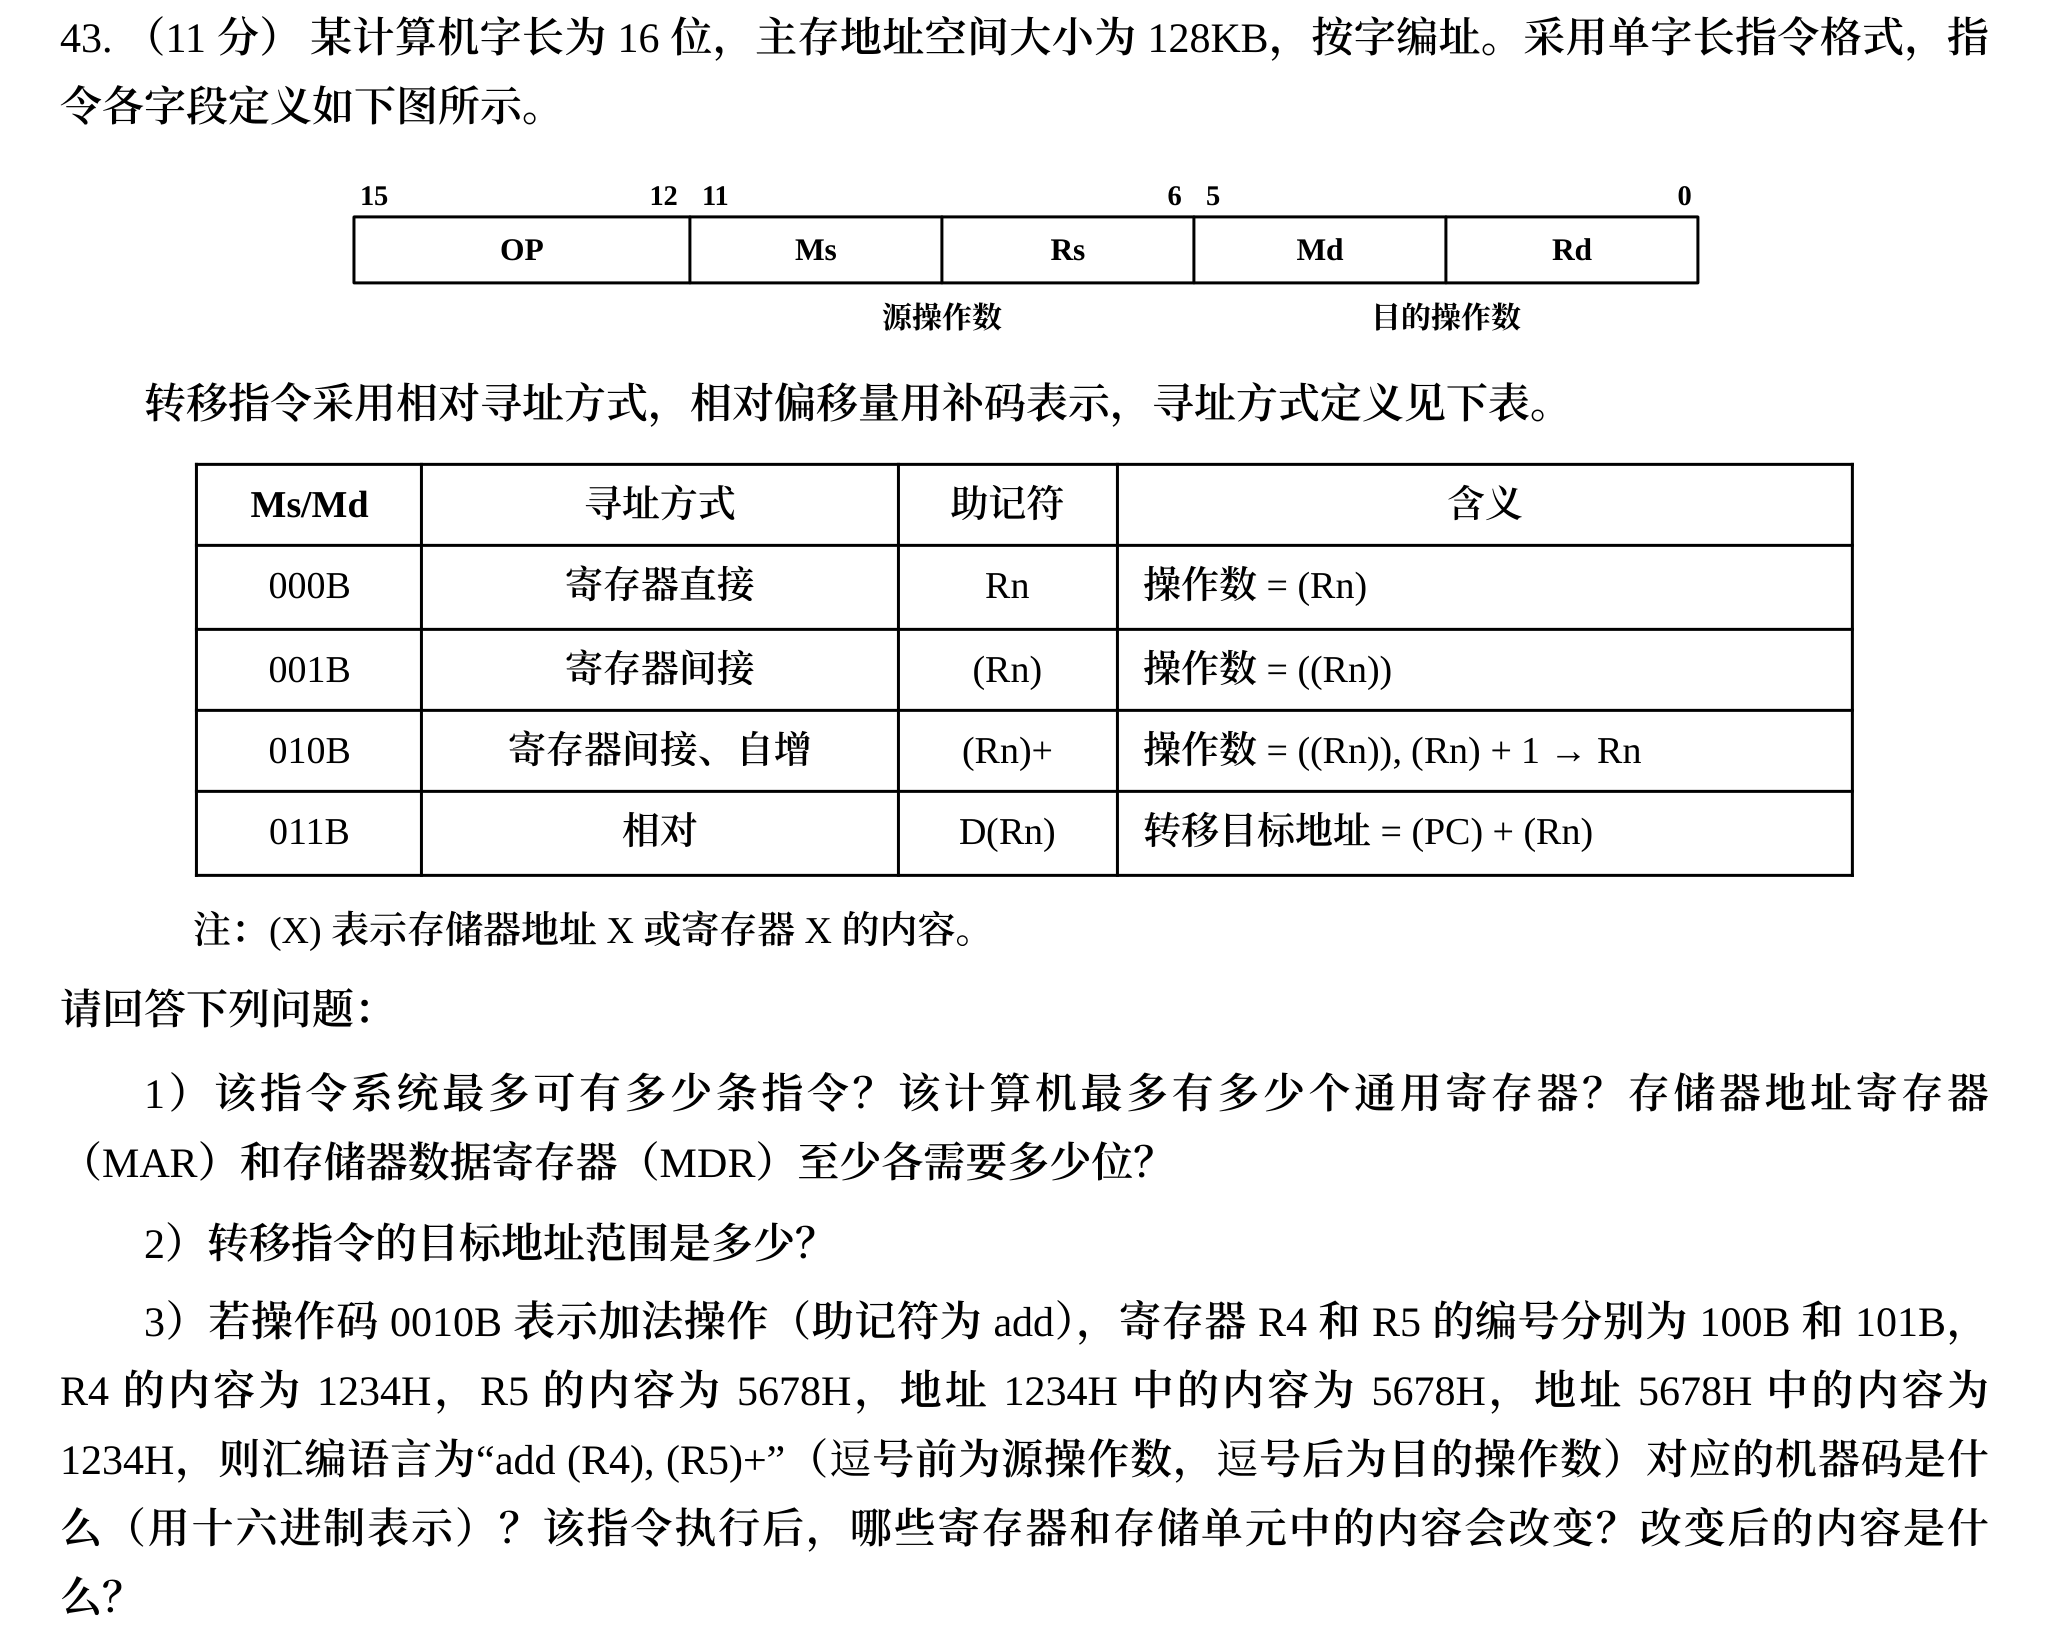 43. （11 分） 某计算机字长为 16 位，主存地址空间大小为 128KB，按字编址。采用单字长指令格式，指
令各字段定义如下图所示。
15 12 11 6 5 0
OP Ms Rs Md Rd
源操作数 目的操作数
转移指令采用相对寻址方式，相对偏移量用补码表示，寻址方式定义见下表。
Ms/Md 寻址方式 助记符 含义
000B 寄存器直接 Rn 操作数 = (Rn)
001B 寄存器间接 (Rn) 操作数 = ((Rn))
010B 寄存器间接、自增 (Rn)+ 操作数 = ((Rn)), (Rn) + 1 → Rn
011B 相对 D(Rn) 转移目标地址 = (PC) + (Rn)
注：(X) 表示存储器地址 X 或寄存器 X 的内容。
请回答下列问题：
1）该指令系统最多可有多少条指令？该计算机最多有多少个通用寄存器？存储器地址寄存器
（MAR）和存储器数据寄存器（MDR）至少各需要多少位？
2）转移指令的目标地址范围是多少？
3）若操作码 0010B 表示加法操作（助记符为 add），寄存器 R4 和 R5 的编号分别为 100B 和 101B，
R4 的内容为 1234H，R5 的内容为 5678H，地址 1234H 中的内容为 5678H，地址 5678H 中的内容为
1234H，则汇编语言为“add (R4), (R5)+”（逗号前为源操作数，逗号后为目的操作数）对应的机器码是什
么（用十六进制表示）？该指令执行后，哪些寄存器和存储单元中的内容会改变？改变后的内容是什
么？